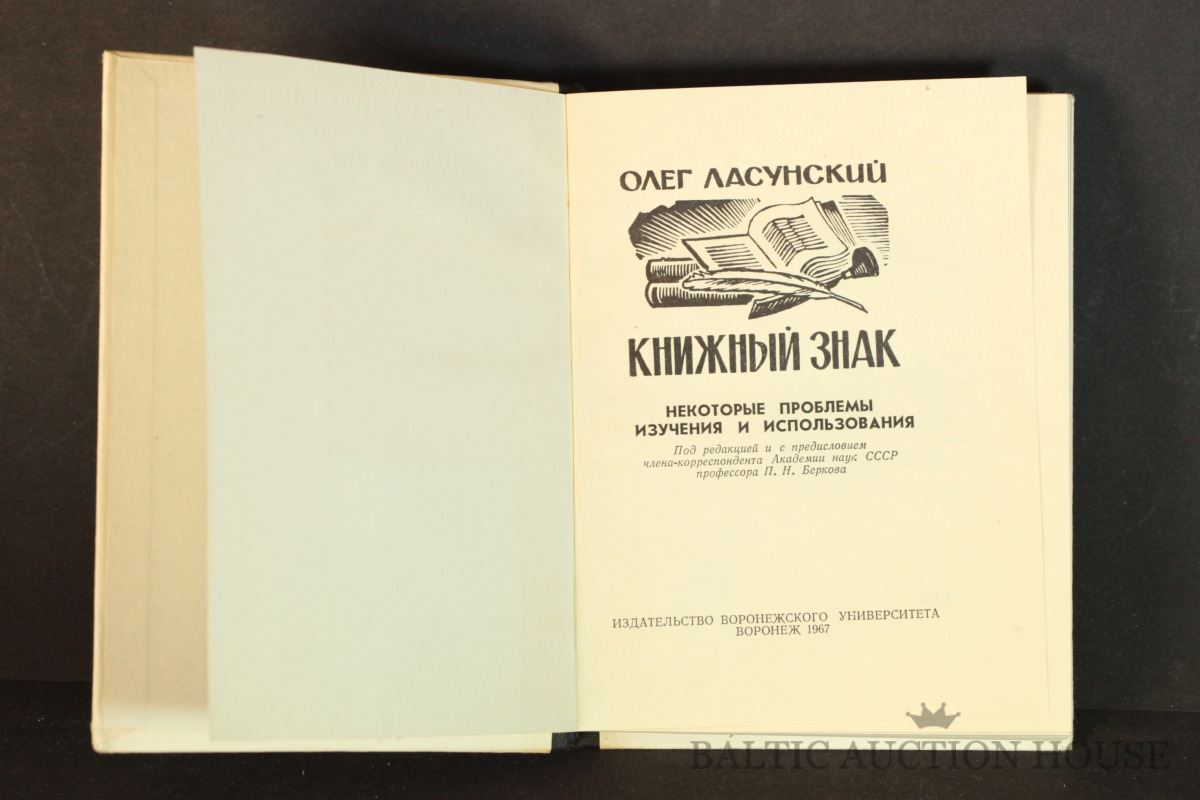 ОЛЕГ ЛАСУНСКИЙ
КНИЖНЫЙ ЗНАК
НЕКОТОРЫЕ ПРОБЛЕМЫ
ИЗУЧЕНИЯ И ИСПОЛЬЗОВАНИЯ
Под редакцией и с предисловием
члена-корреспондента Академии наук СССР
профессора П. Н. Беркова
ИЗДАТЕЛЬСТВО ВОРОНЕЖСКОГО УНИВЕРСИТЕТА
ВОРОНЕЖ 1967
BALTIC AUCTION HOUSE